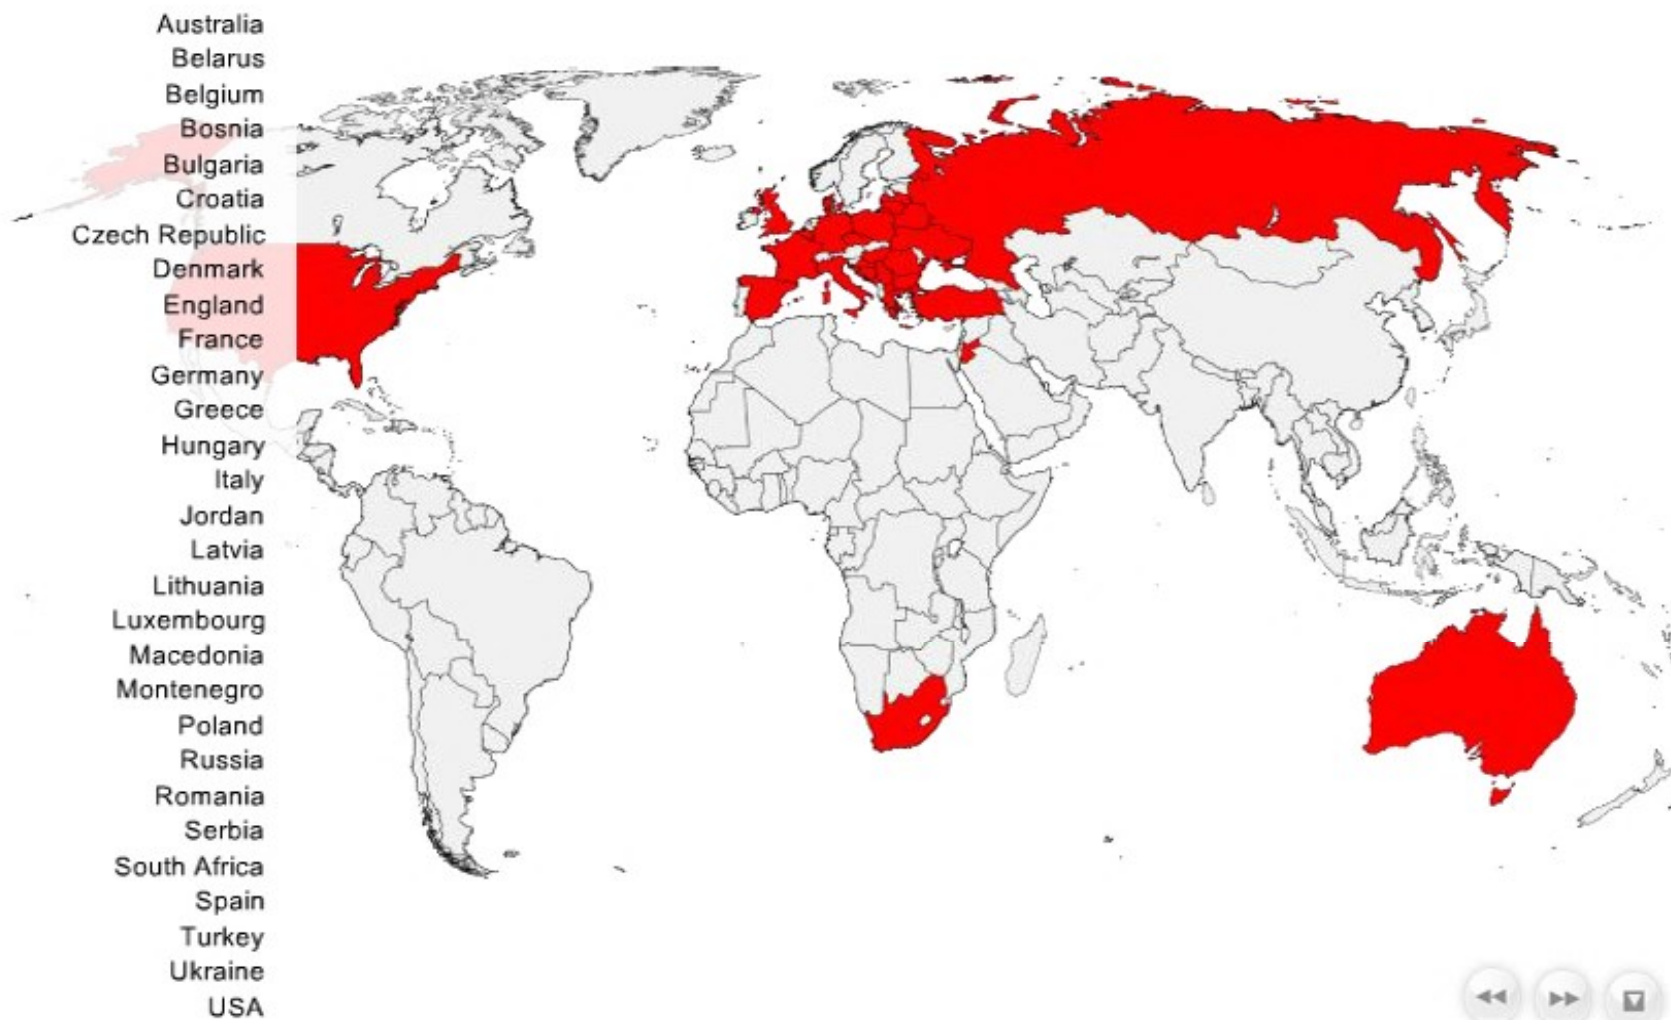 Australia
Belarus
Belgium
Bosnia
Bulgaria
Croatia
Czech Republic
Denmark
England
France
Germany
Greece
Hungary
Italy
Jordan
Latvia
Lithuania
Luxembourg
Macedonia
Montenegro
Poland
Russia
Romania
Serbia
South Africa
Spain
Turkey
Ukraine
USA